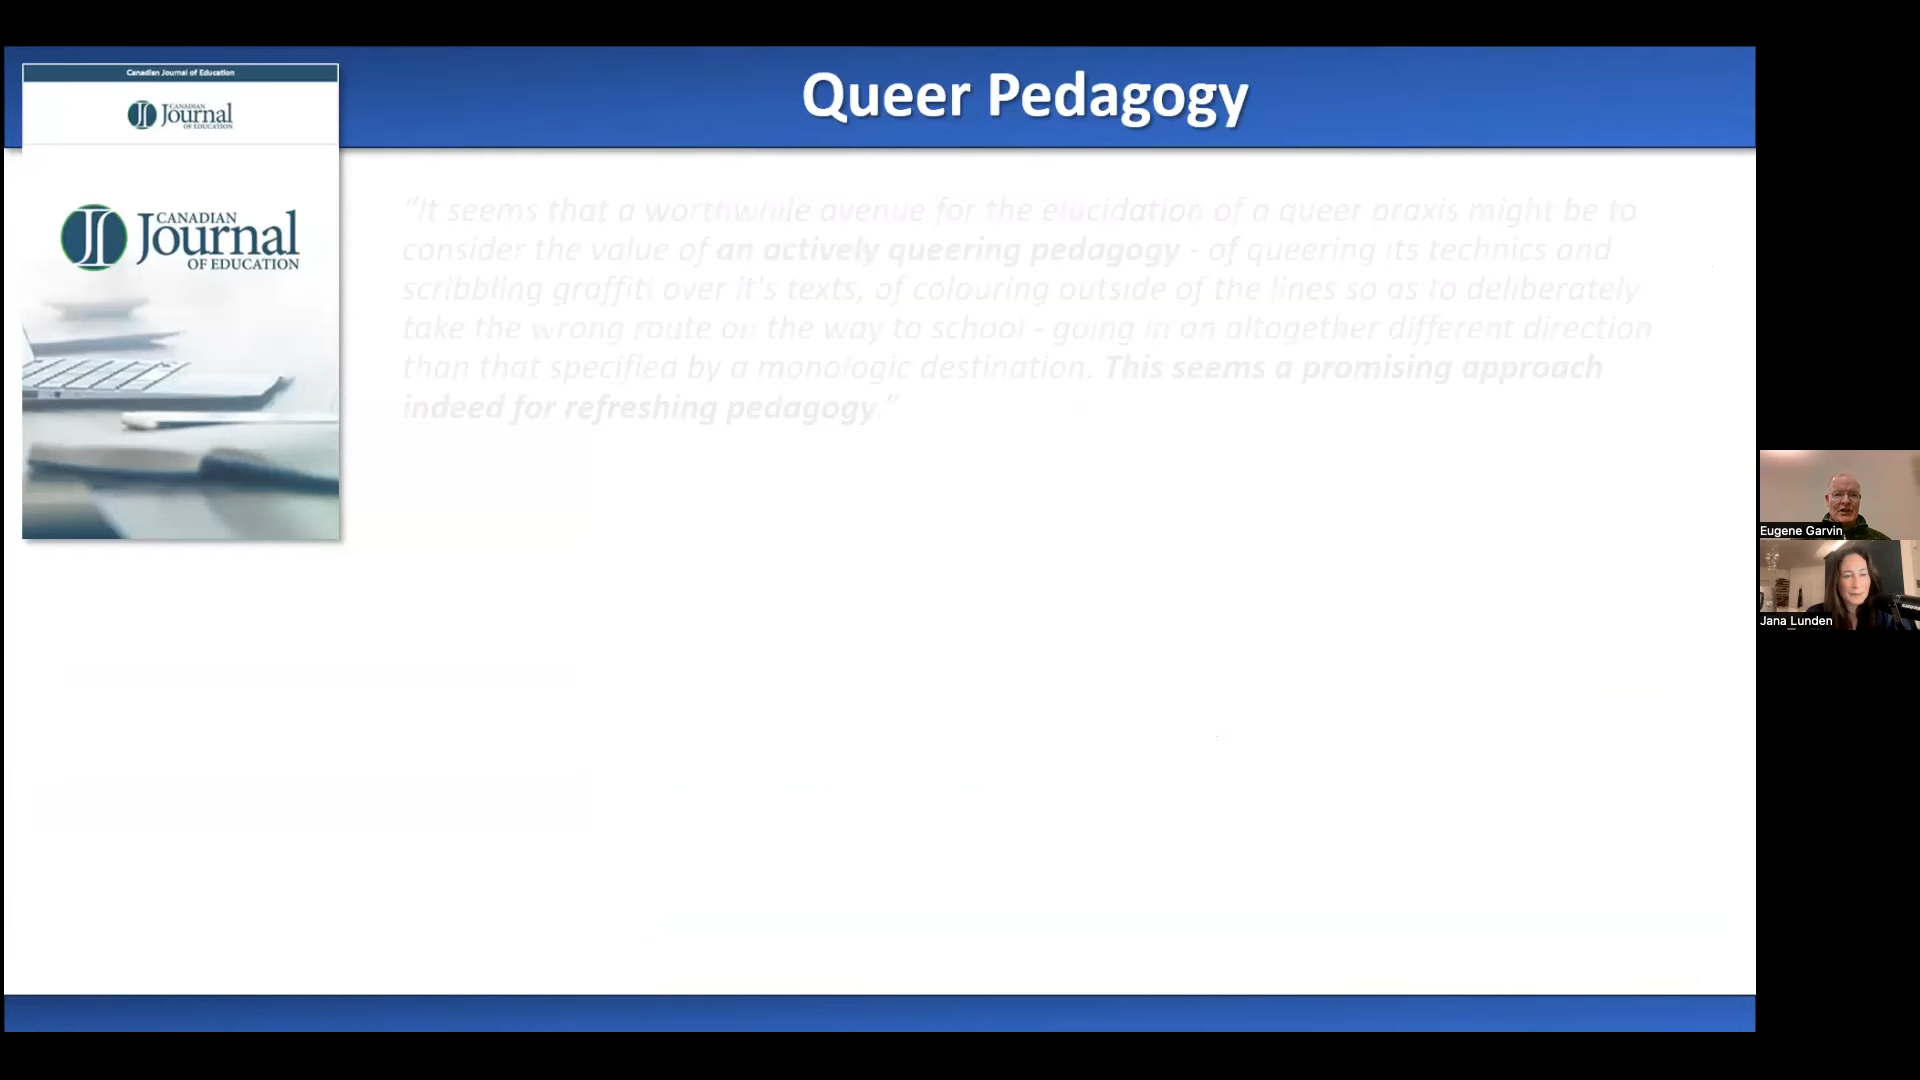 Canadian Journal of Education
CANADIAN
Journal
OF EDUCATION
Queer Pedagogy
CANADIAN
Journal
OF EDUCATION
“It seems that a worthwhile avenue for the elucidation of a queer praxis might be to
consider the value of an actively queering pedagogy - of queering its technics and
scribbling graffiti over it's texts, of colouring outside of the lines so as to deliberately
take the wrong route on the way to school - going in an altogether different direction
than that specified by a monologic destination. This seems a promising approach
indeed for refreshing pedagogy.”
Eugene Garvin
Jana Lunden